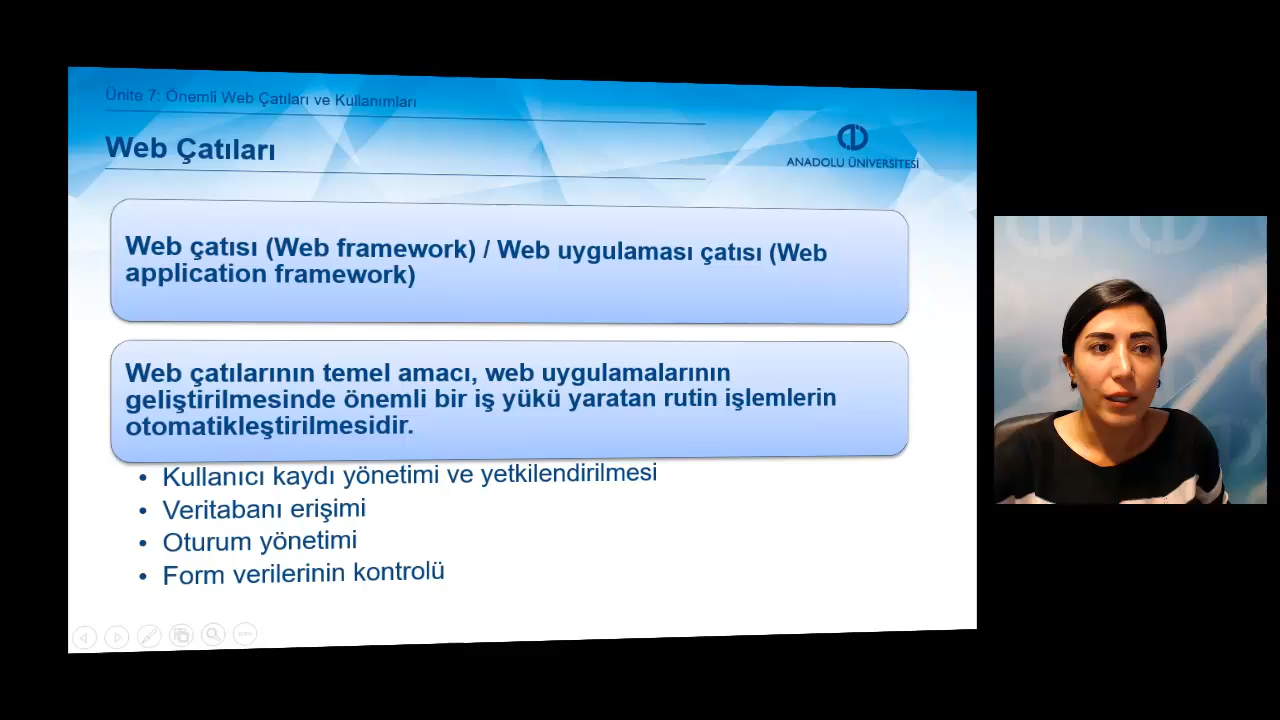 Ünite 7: Önemli Web Çatıları ve Kullanımları
Web Çatıları
ANADOLU ÜNİVERSİTESİ
Web çatısı (Web framework) / Web uygulaması çatısı (Web
application framework)
Web çatılarının temel amacı, web uygulamalarının
geliştirilmesinde önemli bir iş yükü yaratan rutin işlemlerin
otomatikleştirilmesidir.
• Kullanıcı kaydı yönetimi ve yetkilendirilmesi
• Veritabanı erişimi
• Oturum yönetimi
• Form verilerinin kontrolü